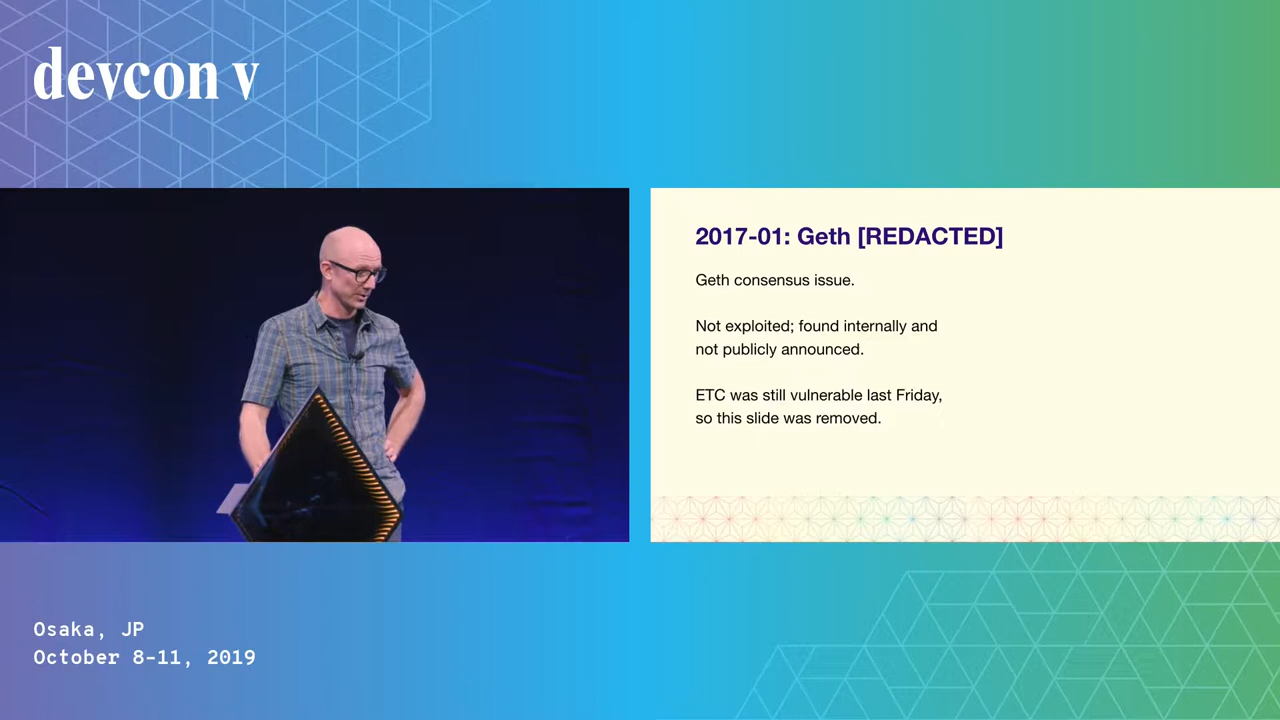 devcon v
2017-01: Geth [REDACTED]
Geth consensus issue.
Not exploited; found internally and
not publicly announced.
ETC was still vulnerable last Friday,
so this slide was removed.
Osaka, JP
October 8-11, 2019